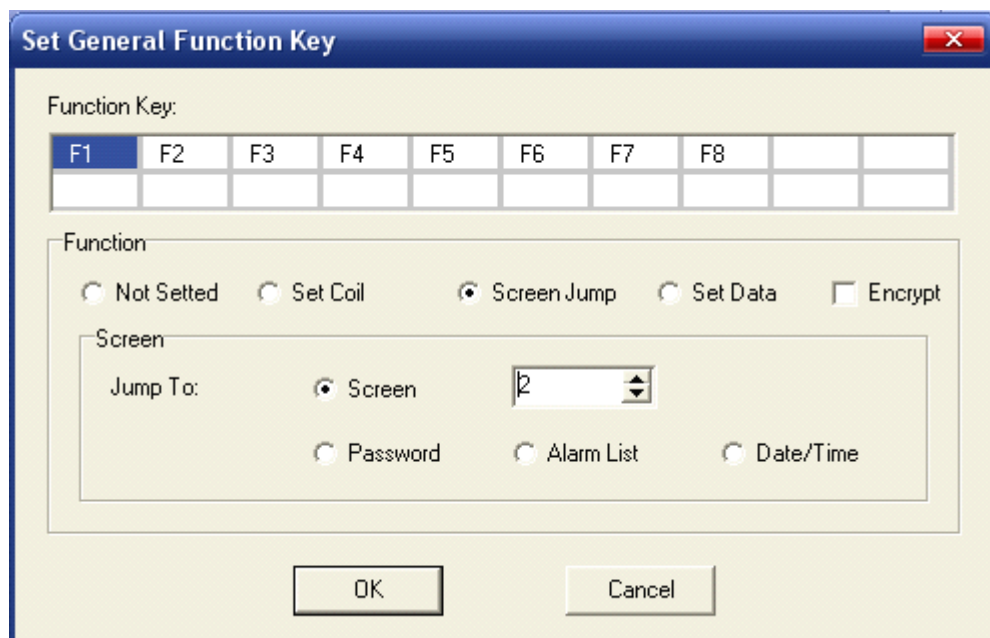 Set General Function Key
Function Key:
F1 F2 F3 F4 F5 F6 F7 F8
Function
Not Setted Set Coil Screen Jump Set Data Encrypt
Screen
Jump To: Screen 2
Password Alarm List Date/Time
OK Cancel